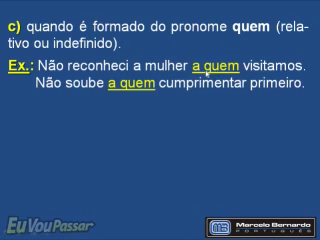 c) quando é formado do pronome quem (rela-
tivo ou indefinido).
Ex.: Não reconheci a mulher a quem visitamos.
Não soube a quem cumprimentar primeiro.
EuVouPassar
MB
Marcelo Bernardo
PORTUGUÊS